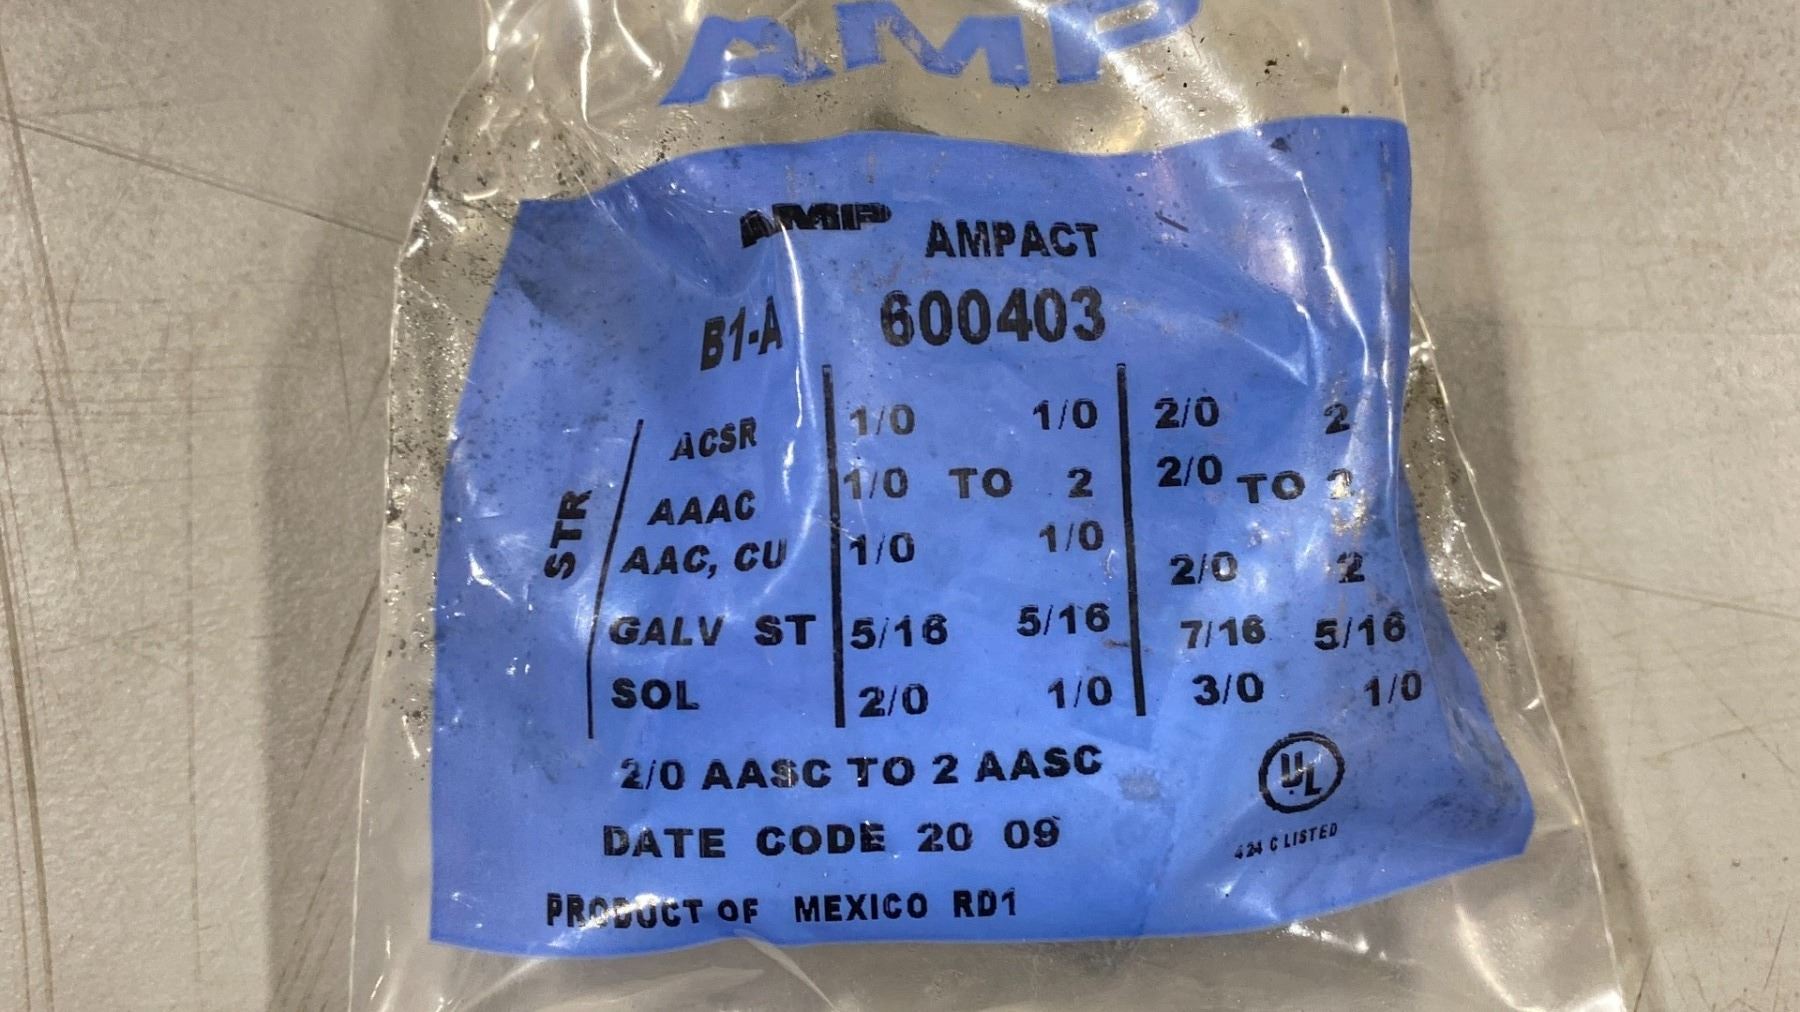 AMP
AMP AMPACT
B1-A 600403
STR
ACSR 1/0 1/0 2/0 2
AAAC 1/0 TO 2 2/0 TO 2
AAC, CU 1/0 1/0 2/0 2
GALV ST 5/16 5/16 7/16 5/16
SOL 2/0 1/0 3/0 1/0
2/0 AASC TO 2 AASC
UL
DATE CODE 20 09
424 C LISTED
PRODUCT OF MEXICO RD1